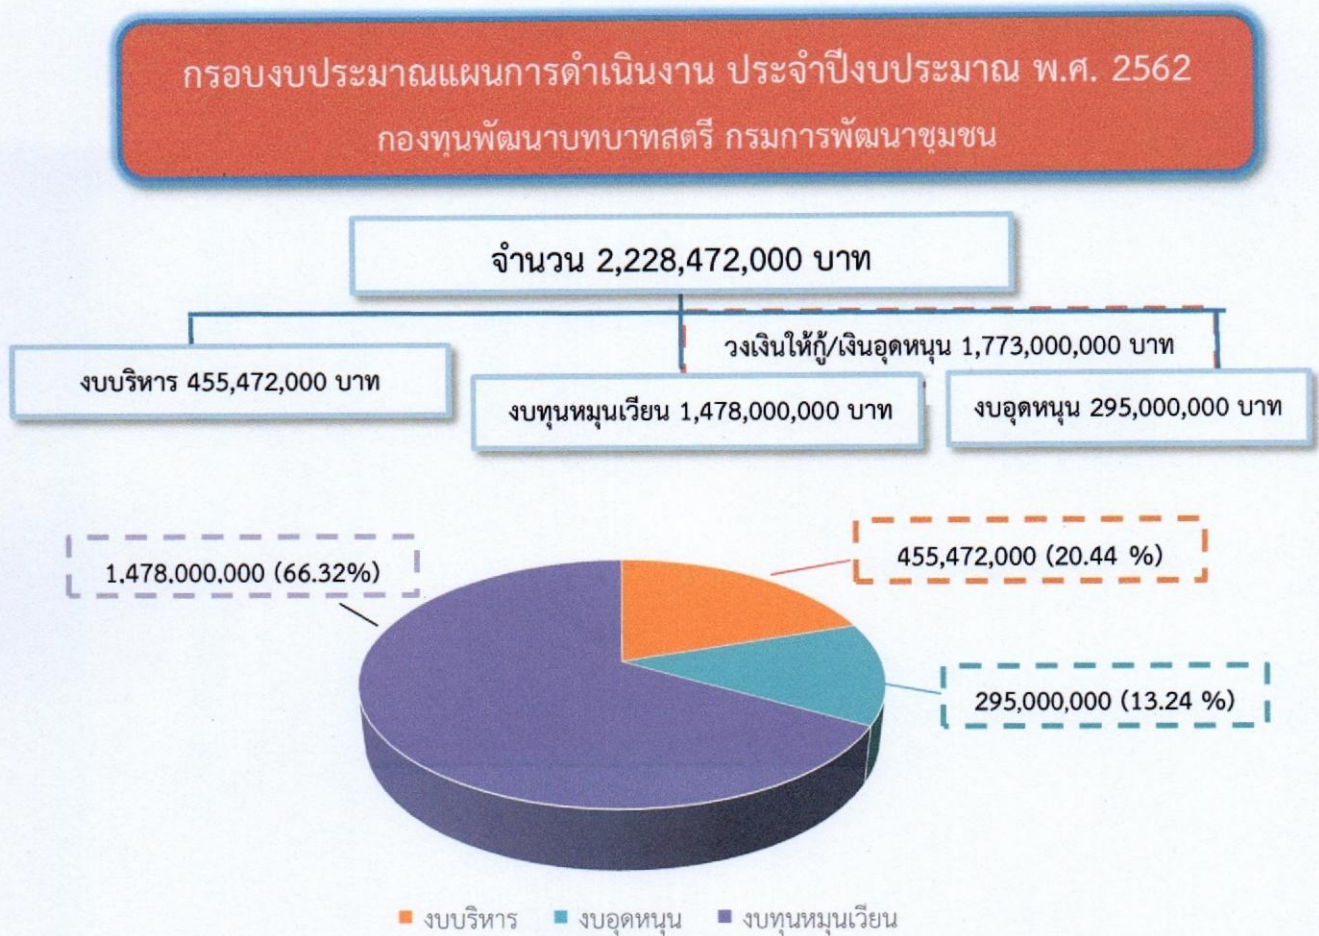 กรอบงบประมาณแผนการดำเนินงาน ประจำปีงบประมาณ พ.ศ. 2562
กองทุนพัฒนาบทบาทสตรี กรมการพัฒนาชุมชน
จำนวน 2,228,472,000 บาท
วงเงินให้กู้/เงินอุดหนุน 1,773,000,000 บาท
งบบริหาร 455,472,000 บาท
งบทุนหมุนเวียน 1,478,000,000 บาท
งบอุดหนุน 295,000,000 บาท
1,478,000,000 (66.32%)
455,472,000 (20.44 %)
295,000,000 (13.24 %)
งบบริหาร งบอุดหนุน งบทุนหมุนเวียน